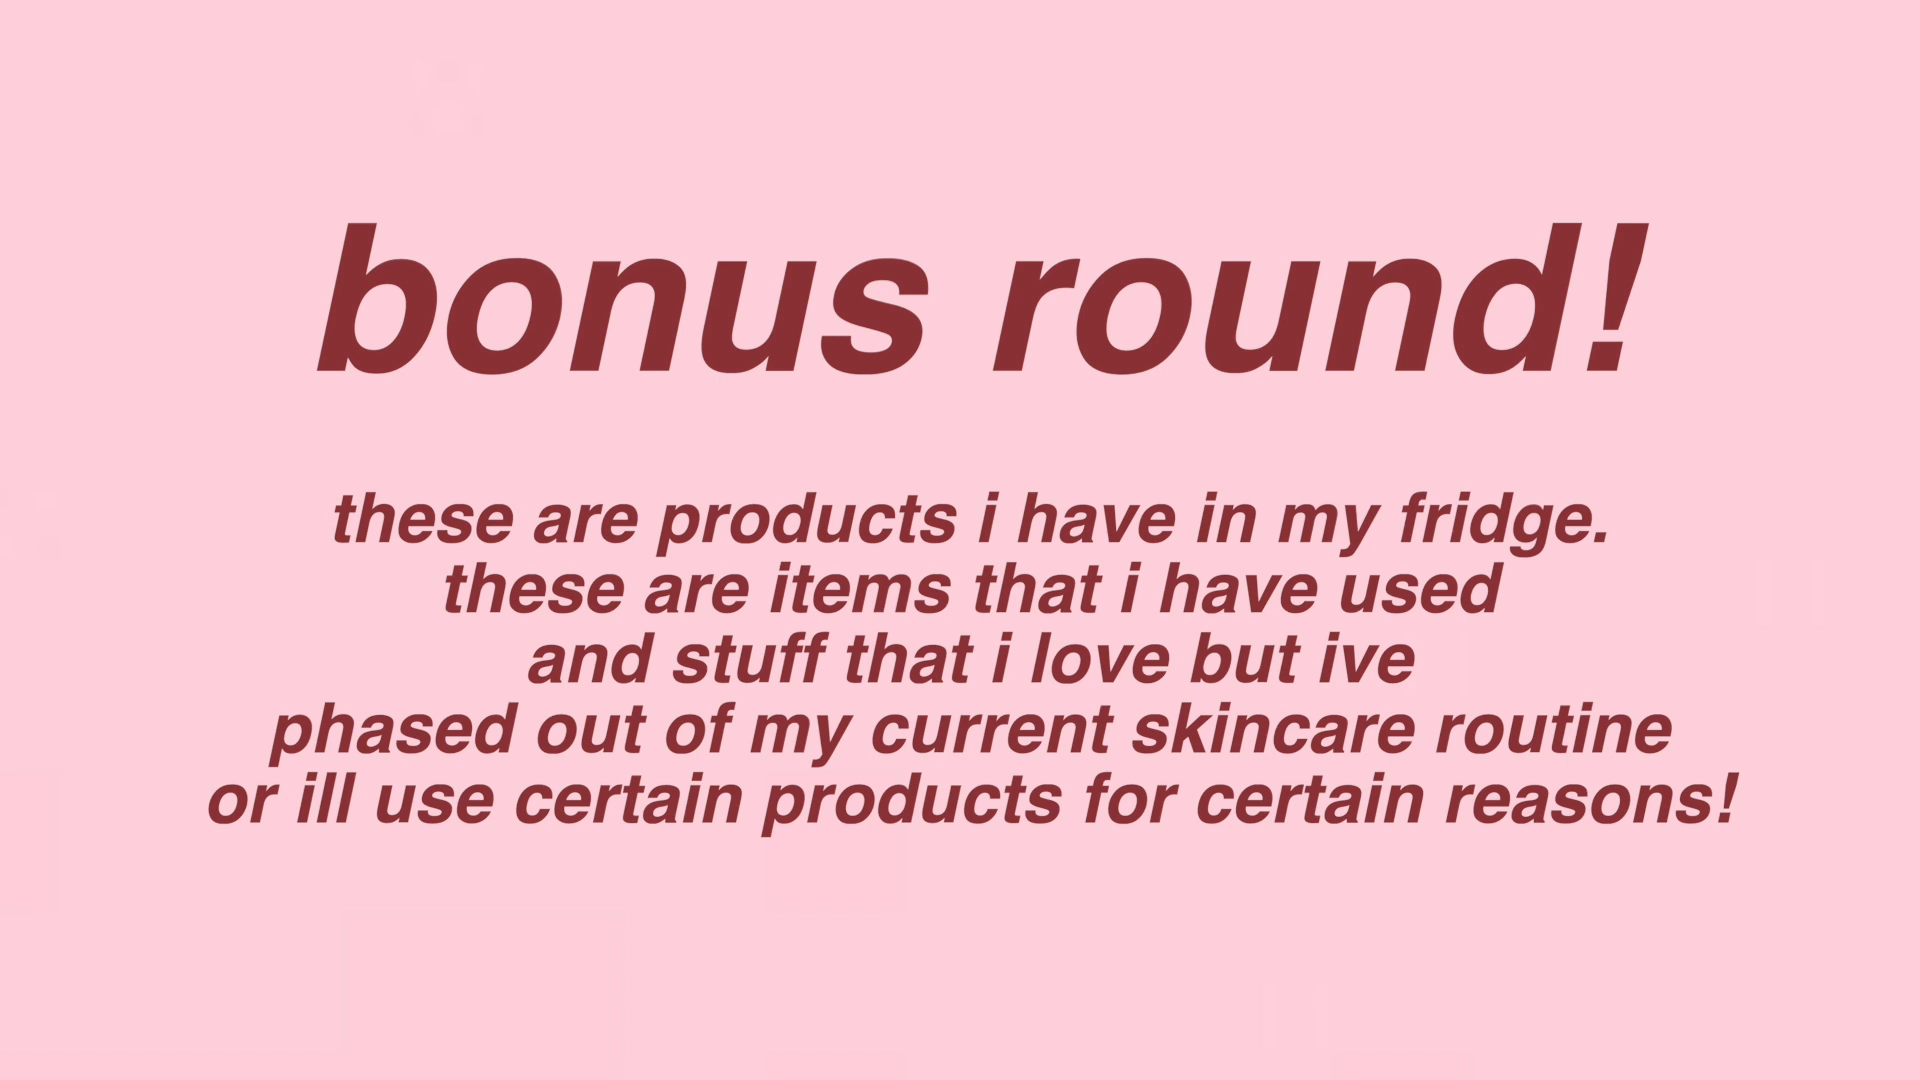 bonus round!
these are products i have in my fridge.
these are items that i have used
and stuff that i love but ive
phased out of my current skincare routine
or ill use certain products for certain reasons!